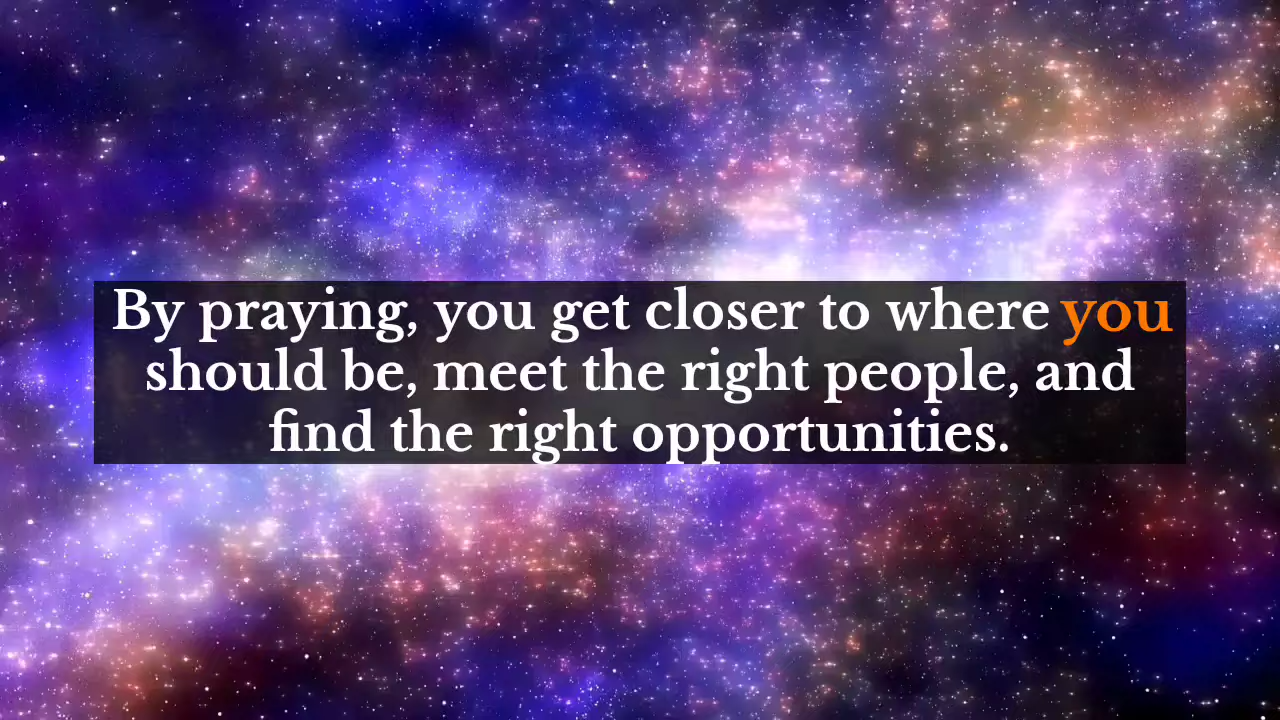 By praying, you get closer to where you
should be, meet the right people, and
find the right opportunities.